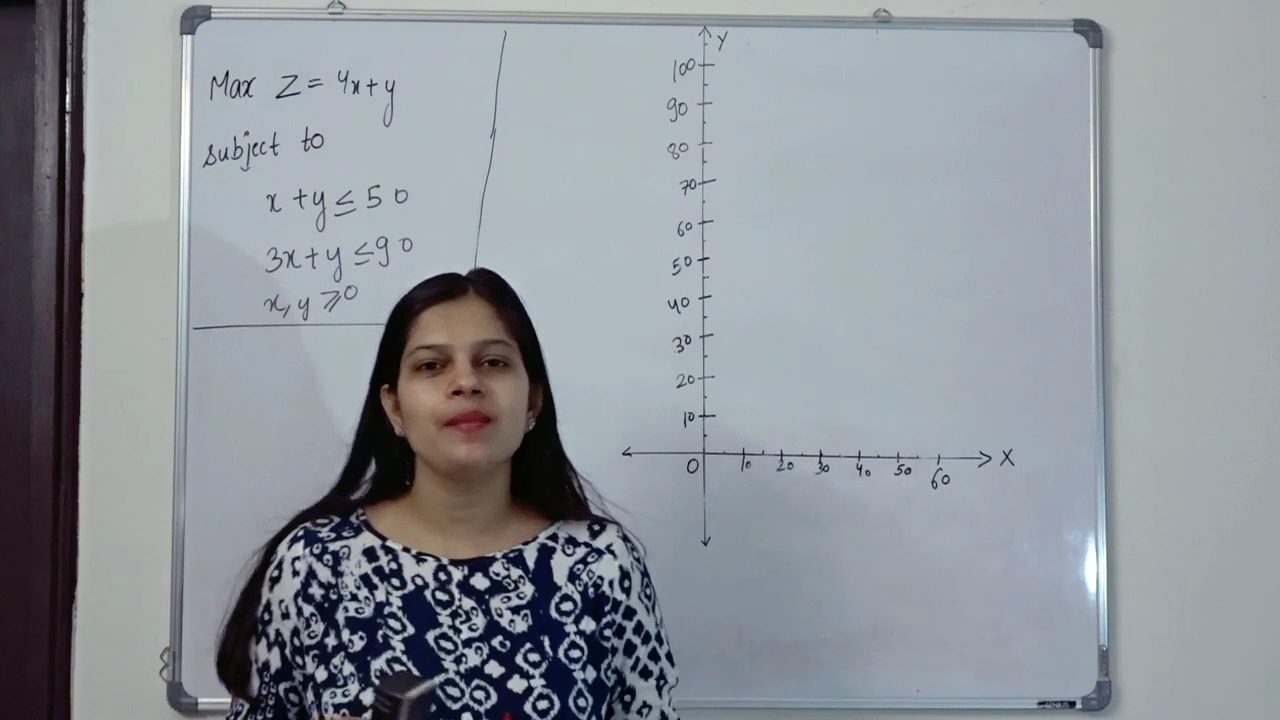 Max Z = 4x+y
subject to
x+y ≤ 50
3x+y ≤ 90
x, y ≥ 0
Y
100
90
80
70
60
50
40
30
20
10
O 10 20 30 40 50 60 X